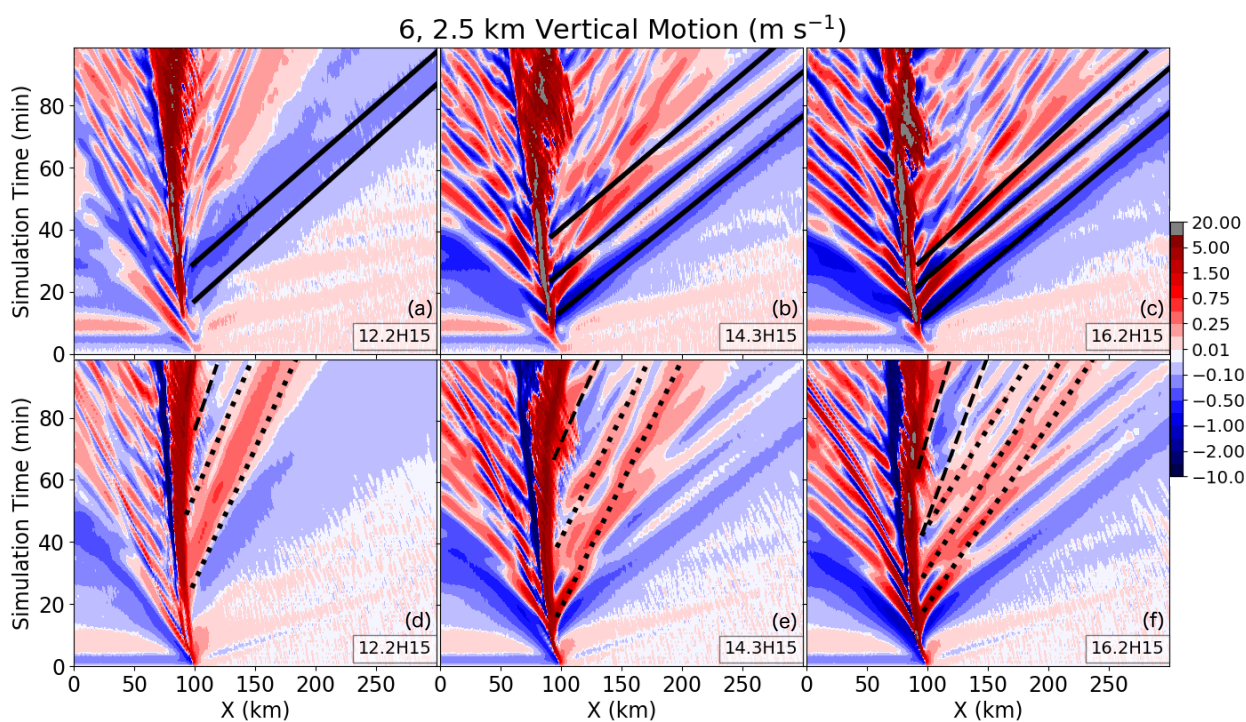 6, 2.5 km Vertical Motion (m s⁻¹)
Simulation Time (min)
80
60
40
20
0
(a)
12.2H15
(b)
14.3H15
(c)
16.2H15
20.00
5.00
1.50
0.75
0.25
0.01
−0.10
−0.50
−1.00
−2.00
−10.0
Simulation Time (min)
80
60
40
20
0
(d)
12.2H15
(e)
14.3H15
(f)
16.2H15
0 50 100 150 200 250
0 50 100 150 200 250
0 50 100 150 200 250
X (km)
X (km)
X (km)